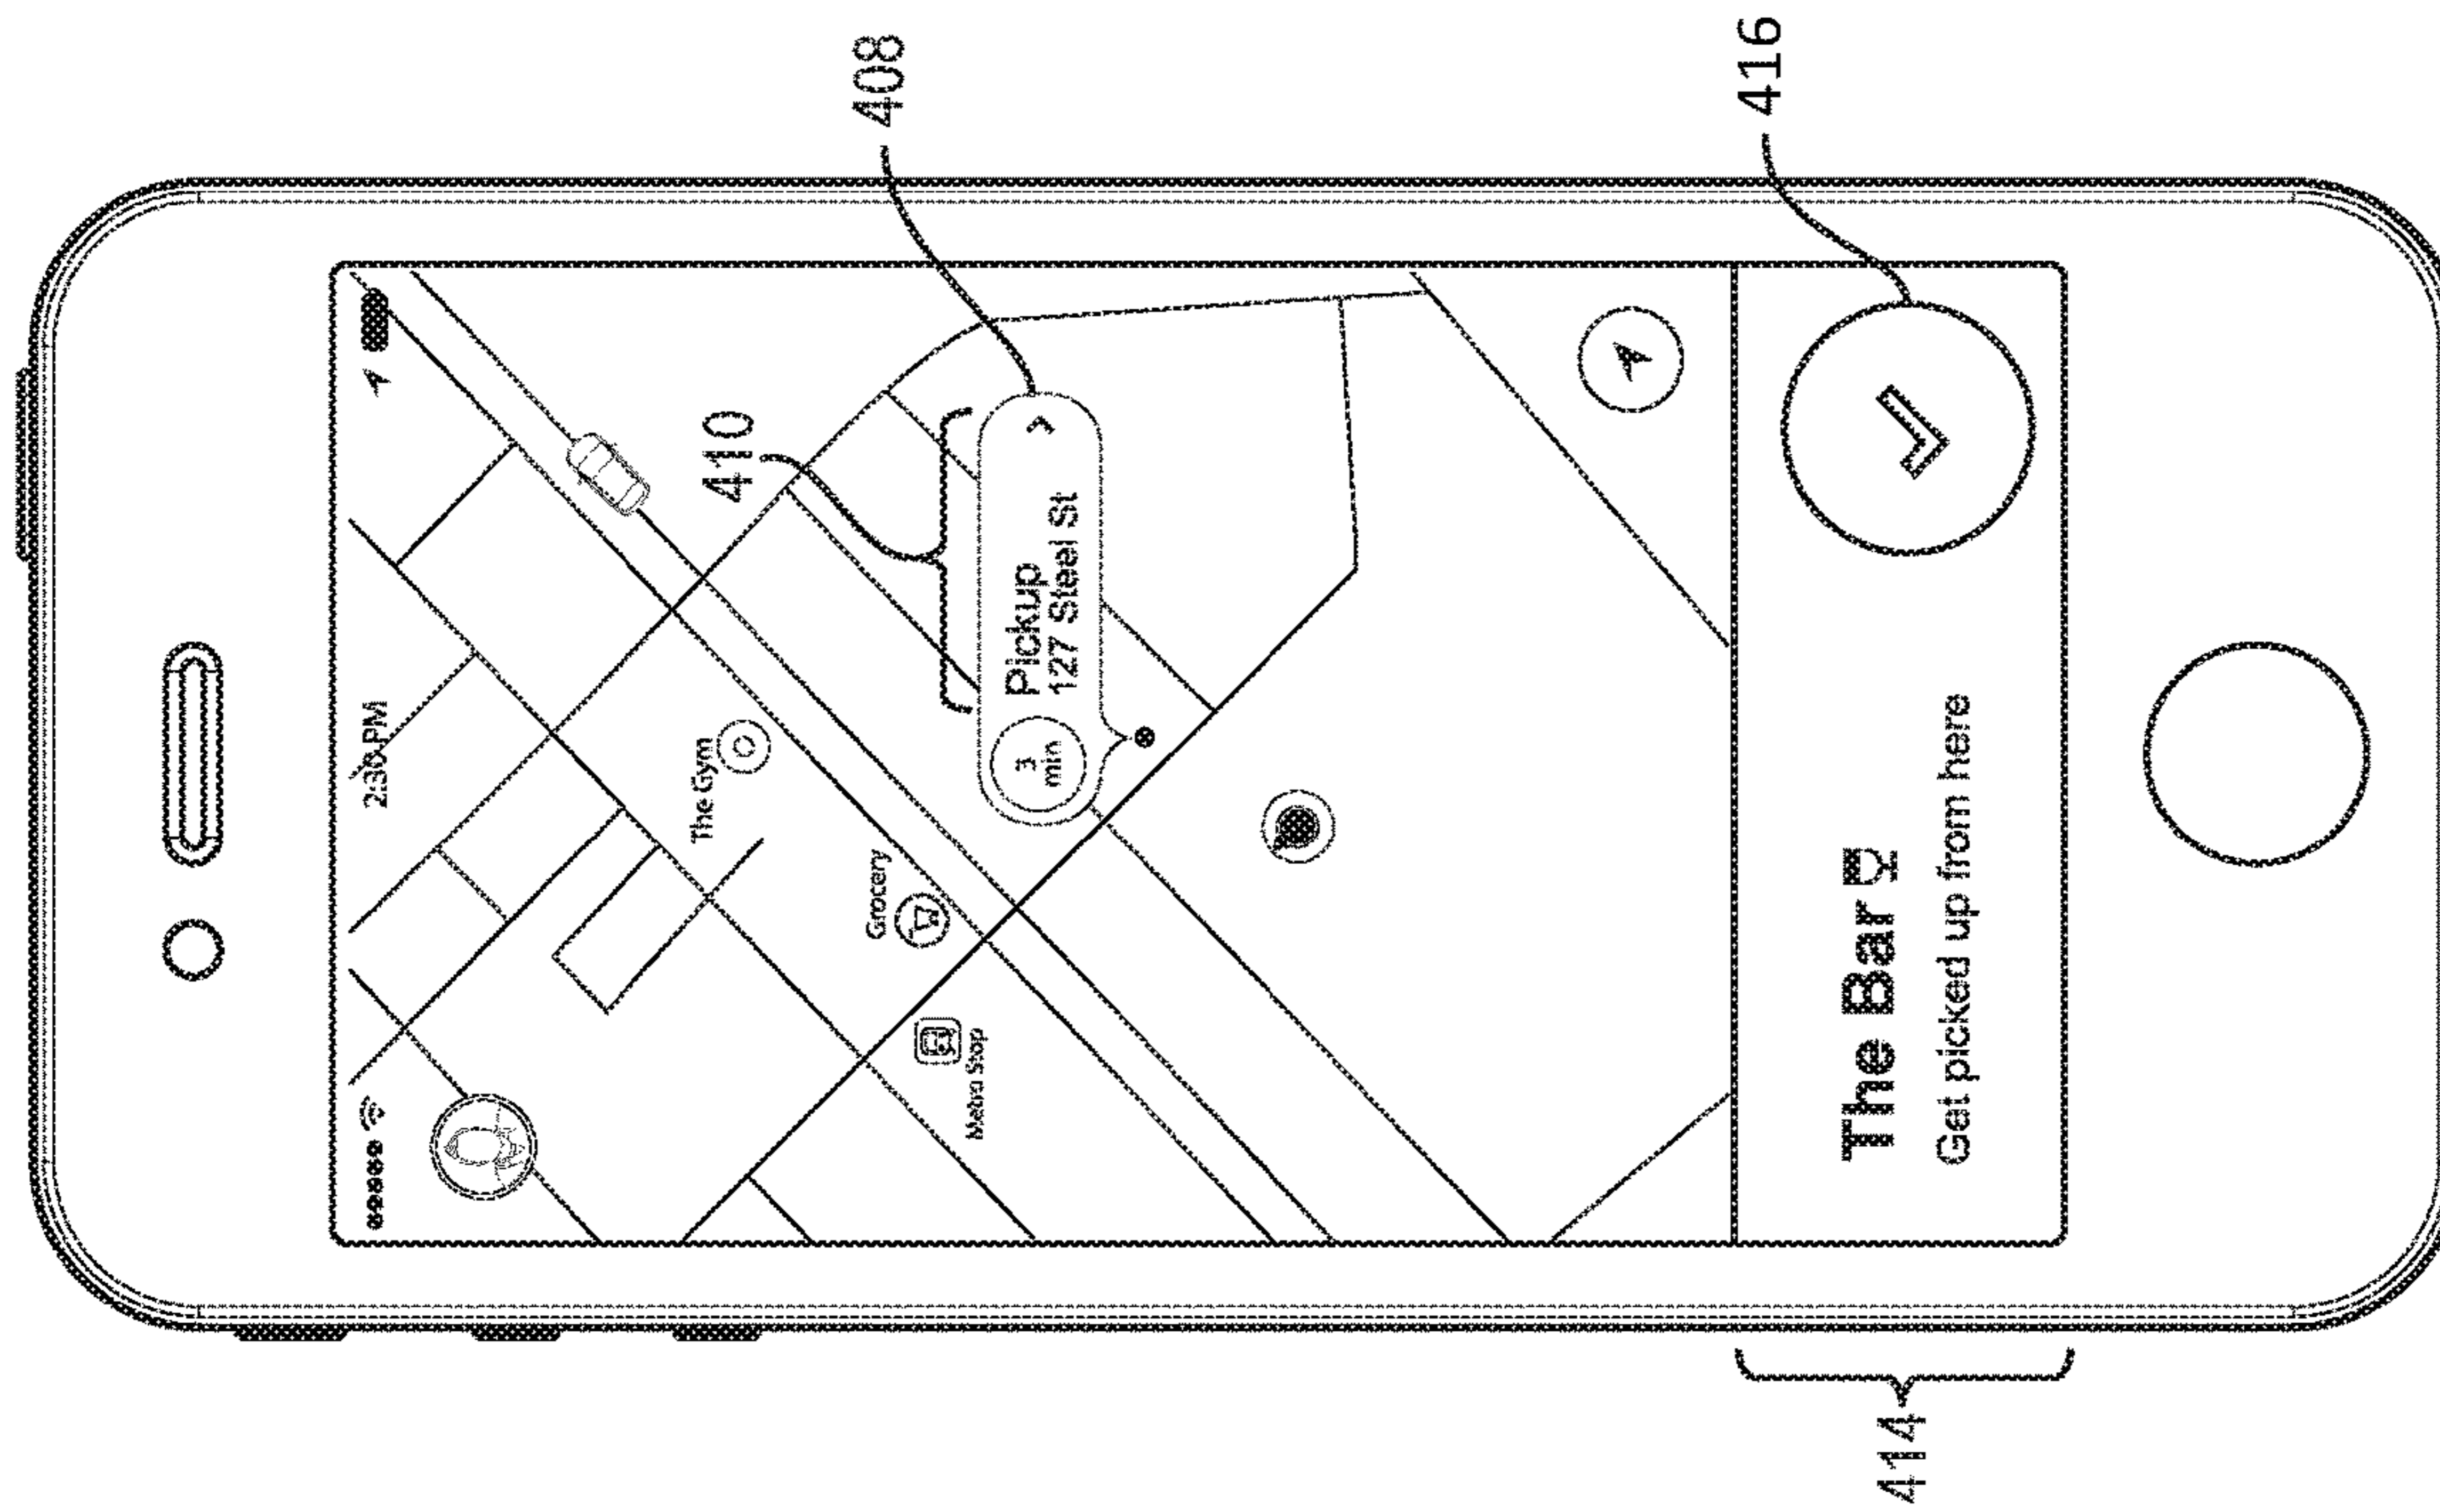 2:30 PM
The Gym
410
408
Grocery
Metro Stop
3
min
Pickup
127 Steel St
414
The Bar
Get picked up from here
416